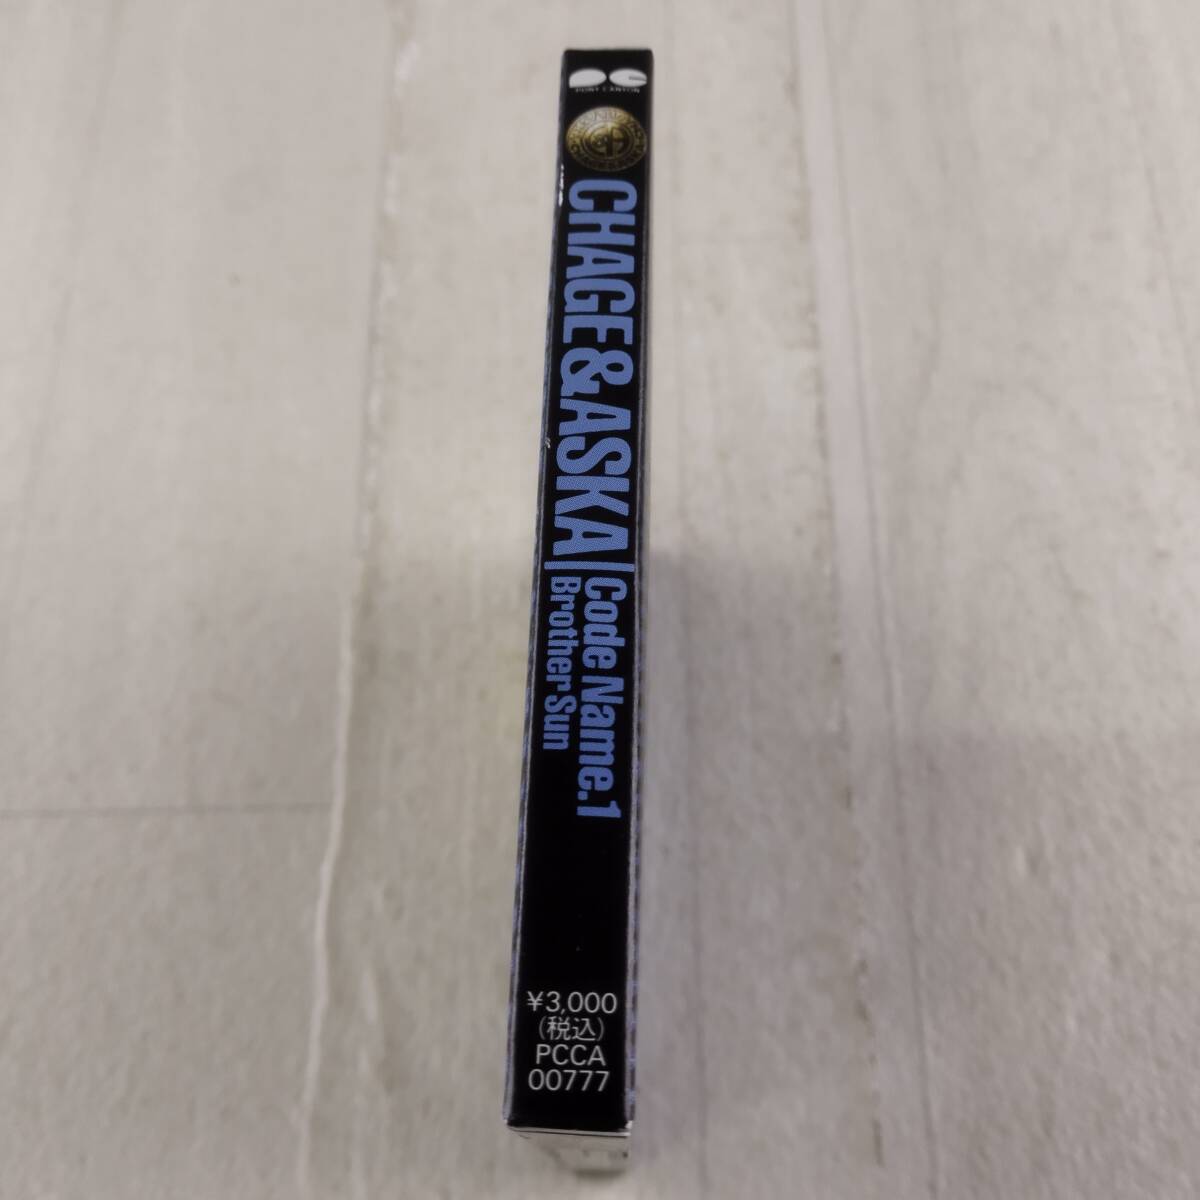 PONY CANYON
CHAGE&ASKA
Code Name.1
Brother Sun
¥3,000
(税込)
PCCA
00777